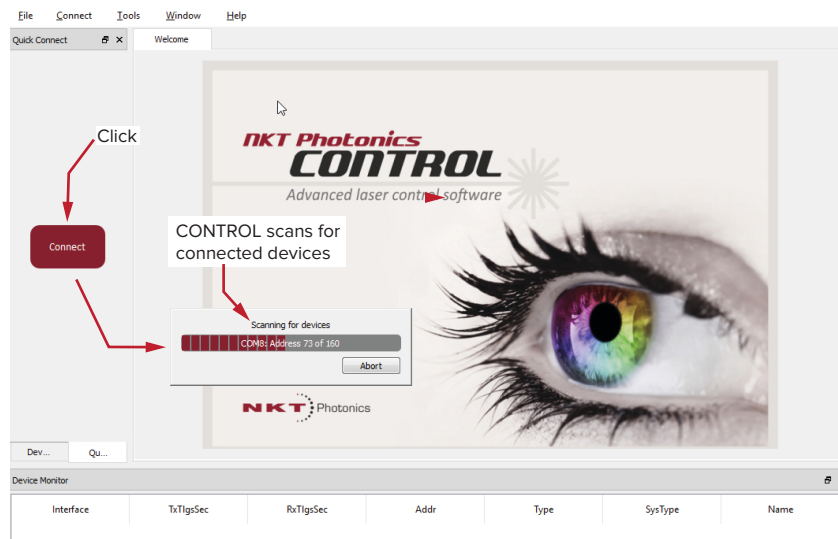 File Connect Tools Window Help
Quick Connect
Welcome
Click
NKT Photonics
CONTROL
Advanced laser control software
CONTROL scans for
connected devices
Connect
Scanning for devices
COM8: Address 73 of 160
Abort
NKT Photonics
Dev... Qu...
Device Monitor
Interface TxTlgsSec RxTlgsSec Addr Type SysType Name